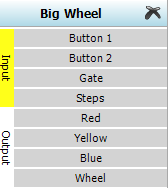 Big Wheel
Input
Button 1
Button 2
Gate
Steps
Output
Red
Yellow
Blue
Wheel